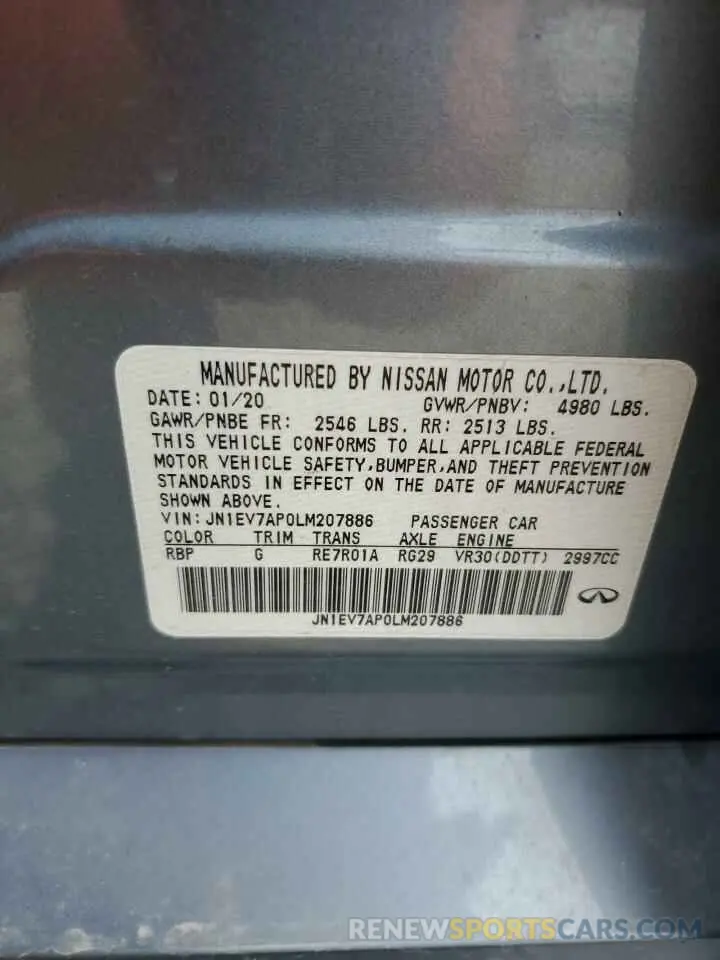 MANUFACTURED BY NISSAN MOTOR CO.,LTD.
DATE: 01/20 GVWR/PNBV: 4980 LBS.
GAWR/PNBE FR: 2546 LBS. RR: 2513 LBS.
THIS VEHICLE CONFORMS TO ALL APPLICABLE FEDERAL
MOTOR VEHICLE SAFETY,BUMPER,AND THEFT PREVENTION
STANDARDS IN EFFECT ON THE DATE OF MANUFACTURE
SHOWN ABOVE.
VIN: JN1EV7AP0LM207886 PASSENGER CAR
COLOR TRIM TRANS AXLE ENGINE
RBP G RE7R01A RG29 VR30(DDTT) 2997CC
JN1EV7AP0LM207886
RENEWSPORTSCARS.COM